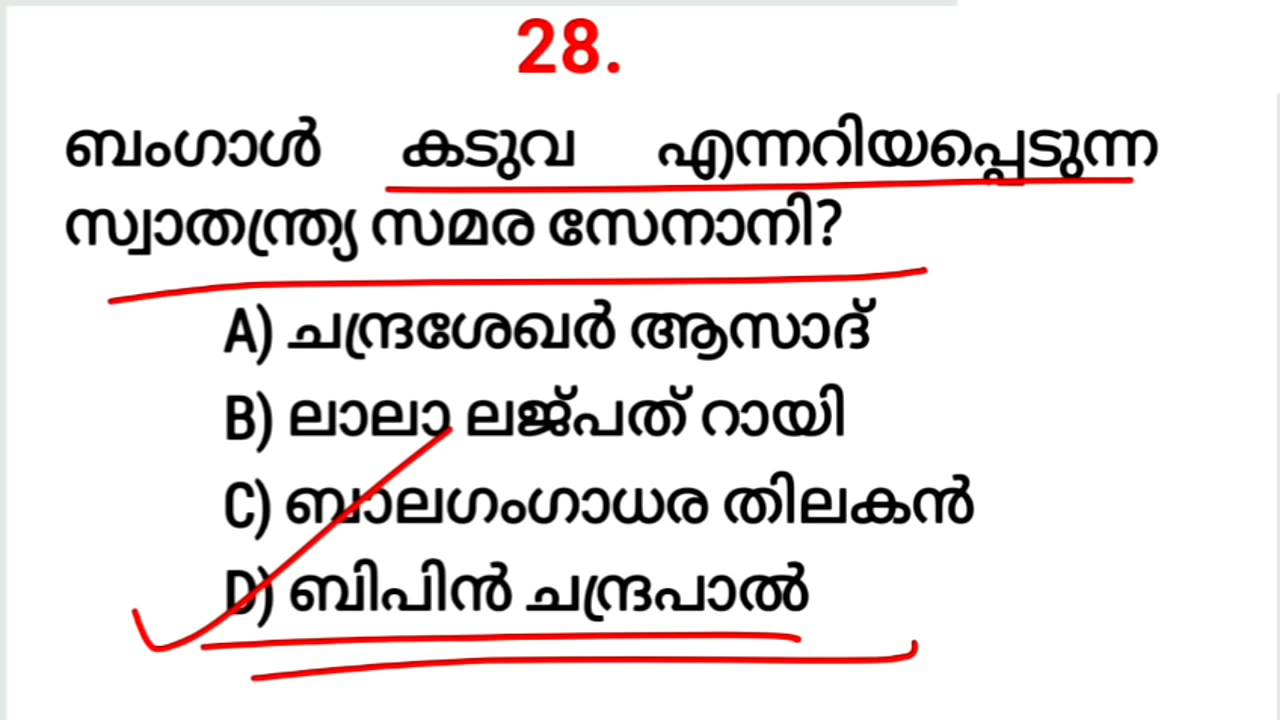 28.
ബംഗാൾ കടുവ എന്നറിയപ്പെടുന്ന
സ്വാതന്ത്ര്യ സമര സേനാനി?
A) ചന്ദ്രശേഖർ ആസാദ്
B) ലാലാ ലജ്പത് റായി
C) ബാലഗംഗാധര തിലകൻ
D) ബിപിൻ ചന്ദ്രപാൽ